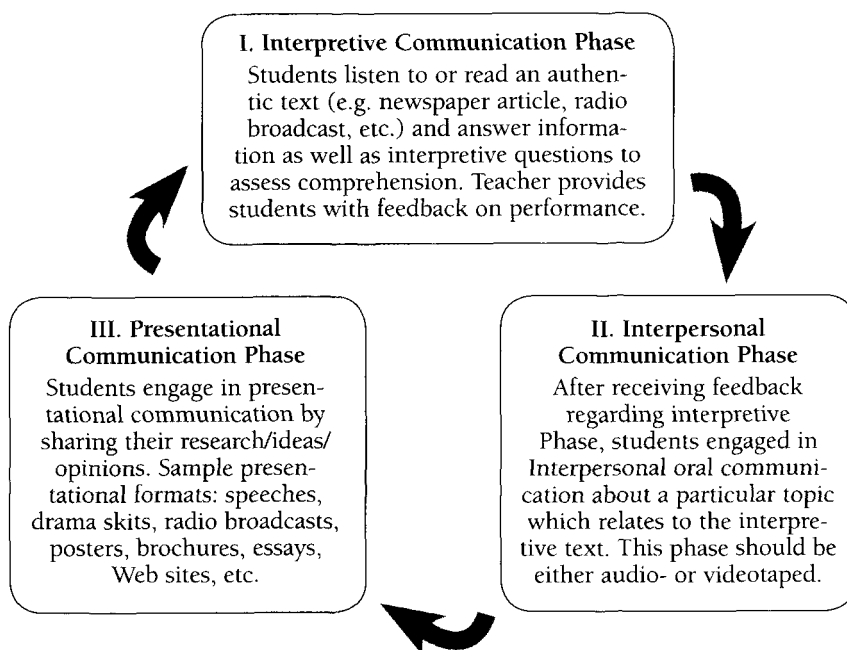 I. Interpretive Communication Phase
Students listen to or read an authen-
tic text (e.g. newspaper article, radio
broadcast, etc.) and answer informa-
tion as well as interpretive questions to
assess comprehension. Teacher provides
students with feedback on performance.
II. Interpersonal
Communication Phase
After receiving feedback
regarding interpretive
Phase, students engaged in
Interpersonal oral communi-
cation about a particular topic
which relates to the interpre-
tive text. This phase should be
either audio- or videotaped.
III. Presentational
Communication Phase
Students engage in presen-
tational communication by
sharing their research/ideas/
opinions. Sample presen-
tational formats: speeches,
drama skits, radio broadcasts,
posters, brochures, essays,
Web sites, etc.